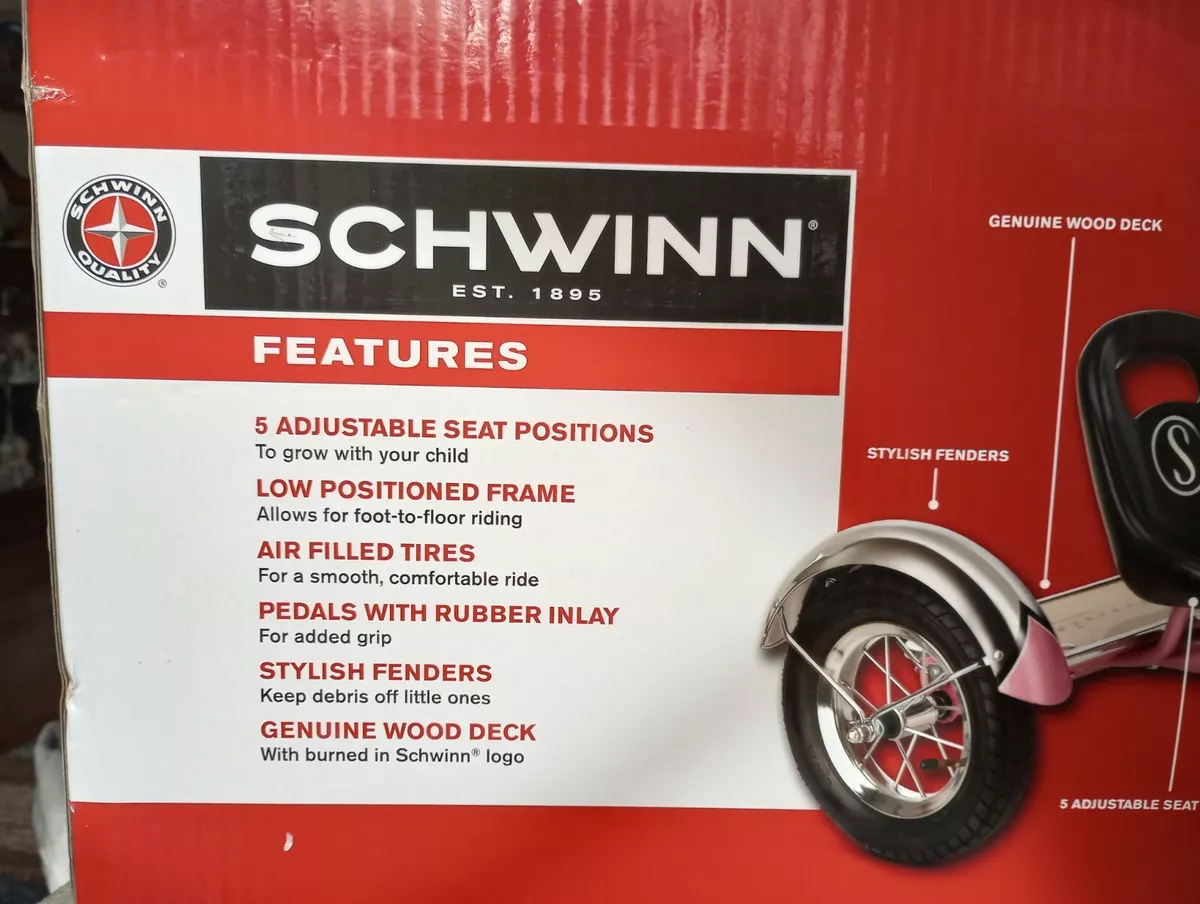 SCHWINN
QUALITY
®
SCHWINN®
EST. 1895
FEATURES
5 ADJUSTABLE SEAT POSITIONS
To grow with your child
LOW POSITIONED FRAME
Allows for foot-to-floor riding
AIR FILLED TIRES
For a smooth, comfortable ride
PEDALS WITH RUBBER INLAY
For added grip
STYLISH FENDERS
Keep debris off little ones
GENUINE WOOD DECK
With burned in Schwinn® logo
GENUINE WOOD DECK
STYLISH FENDERS
S
5 ADJUSTABLE SEAT